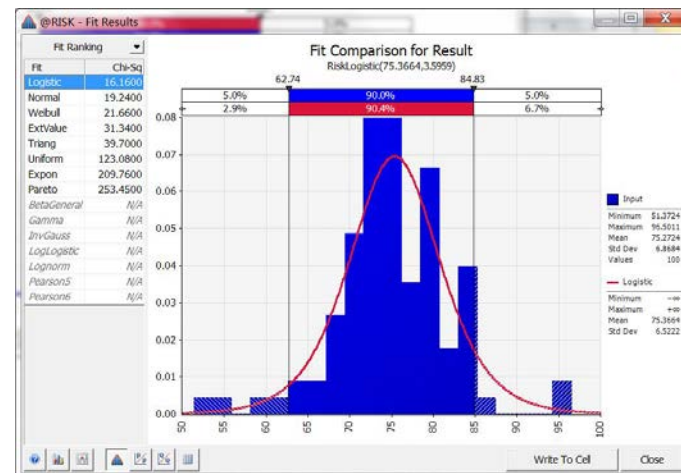 @RISK - Fit Results
Fit Ranking
Fit Chi-Sq
Logistic 16.1600
Normal 19.2400
Weibull 21.6600
ExtValue 31.3400
Triang 39.7000
Uniform 123.0800
Expon 209.7600
Pareto 253.4500
BetaGeneral N/A
Gamma N/A
InvGauss N/A
LogLogistic N/A
Lognorm N/A
Pearson5 N/A
Pearson6 N/A
Fit Comparison for Result
RiskLogistic(75.3664,3.5959)
62.74 84.83
5.0% 90.0% 5.0%
2.9% 90.4% 6.7%
0.08
0.07
0.06
0.05
0.04
0.03
0.02
0.01
0.00
50 55 60 65 70 75 80 85 90 95 100
Input
Minimum 51.3724
Maximum 96.5011
Mean 75.2724
Std Dev 6.8684
Values 100
Logistic
Minimum -∞
Maximum +∞
Mean 75.3664
Std Dev 6.5222
Write To Cell Close